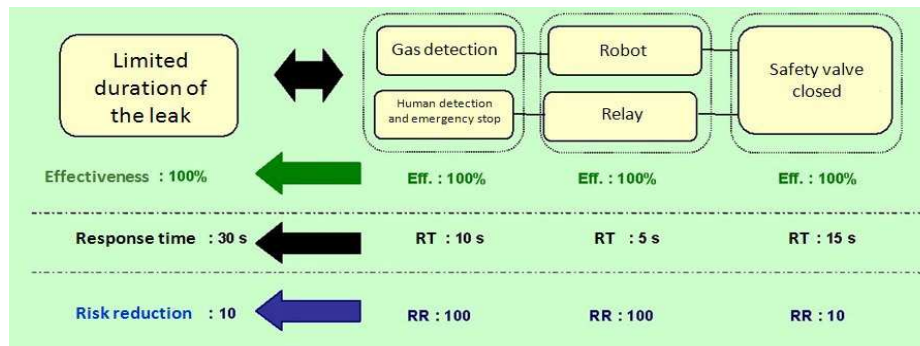 Limited
duration of
the leak
Gas detection
Human detection
and emergency stop
Robot
Relay
Safety valve
closed
Effectiveness : 100%
Eff. : 100%
Eff. : 100%
Eff. : 100%
Response time : 30 s
RT : 10 s
RT : 5 s
RT : 15 s
Risk reduction : 10
RR : 100
RR : 100
RR : 10